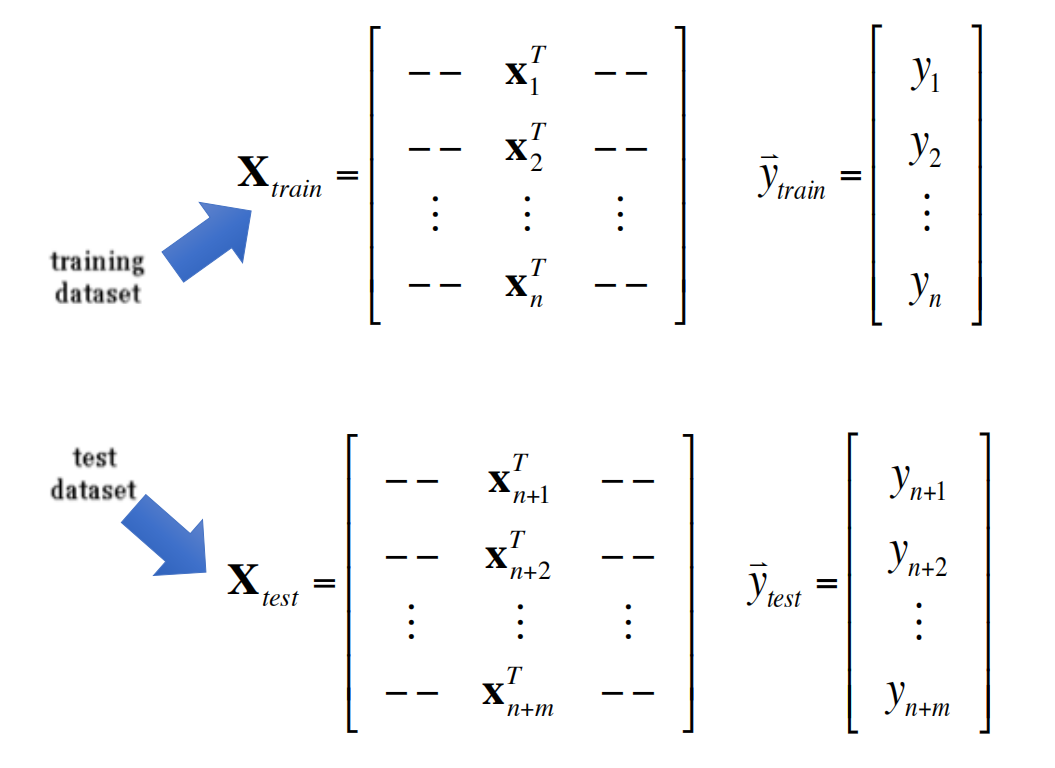 X_train = [ -- x_1^T -- ; -- x_2^T -- ; ⋮ ⋮ ⋮ ; -- x_n^T -- ]
y⃗_train = [ y_1 ; y_2 ; ⋮ ; y_n ]
training
dataset
test
dataset
X_test = [ -- x_{n+1}^T -- ; -- x_{n+2}^T -- ; ⋮ ⋮ ⋮ ; -- x_{n+m}^T -- ]
y⃗_test = [ y_{n+1} ; y_{n+2} ; ⋮ ; y_{n+m} ]